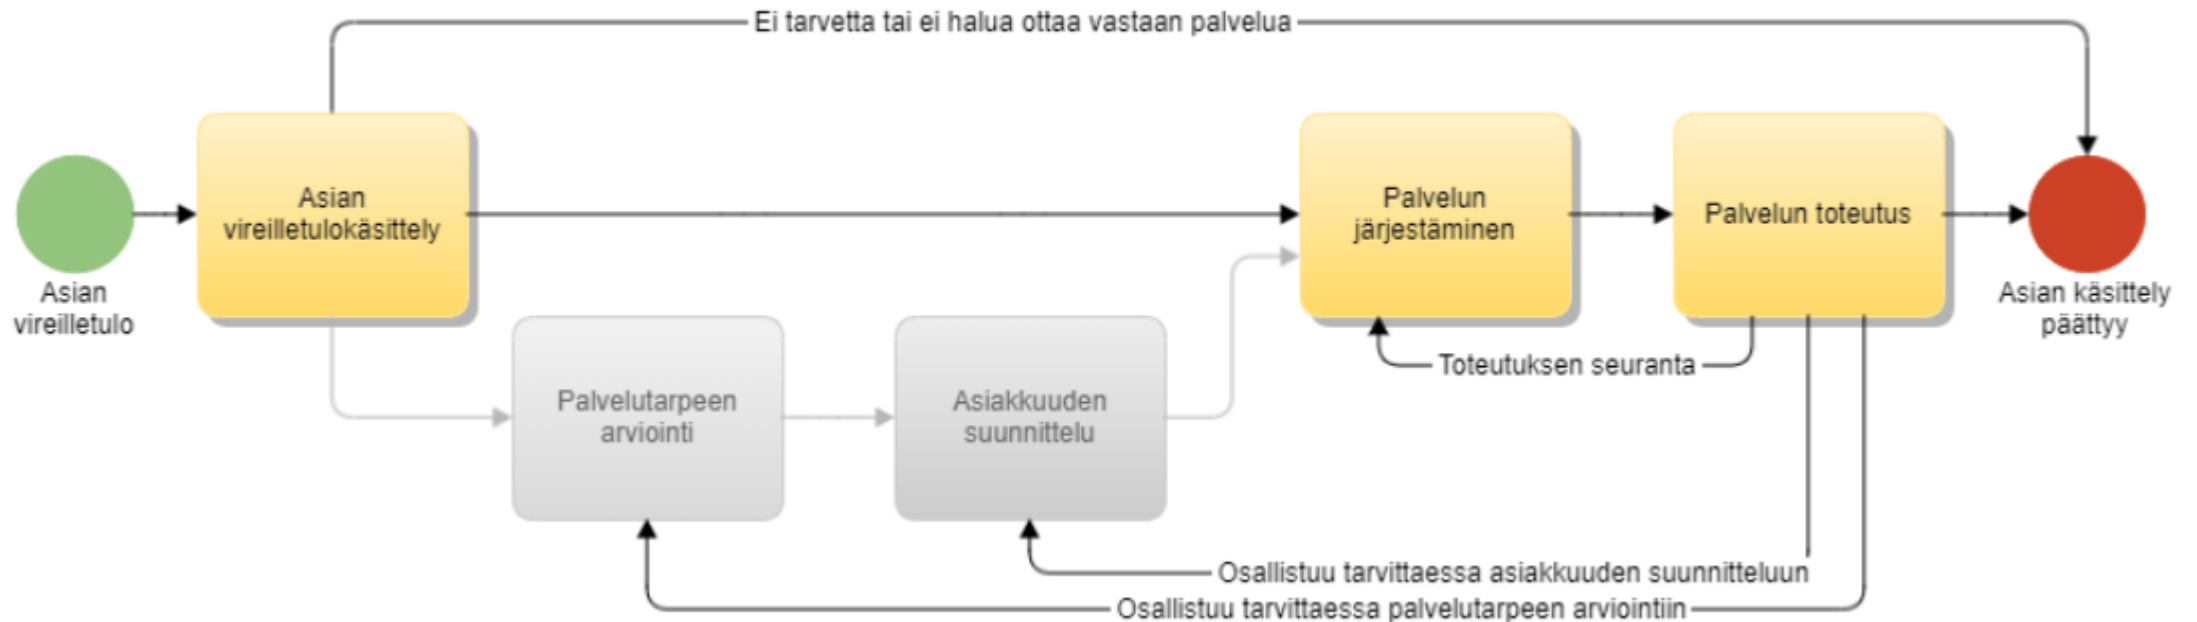 Ei tarvetta tai ei halua ottaa vastaan palvelua
Asian
vireilletulo
Asian
vireilletulokäsittely
Palvelun
järjestäminen
Palvelun toteutus
Asian käsittely
päättyy
Toteutuksen seuranta
Palvelutarpeen
arviointi
Asiakkuuden
suunnittelu
Osallistuu tarvittaessa asiakkuuden suunnitteluun
Osallistuu tarvittaessa palvelutarpeen arviointiin